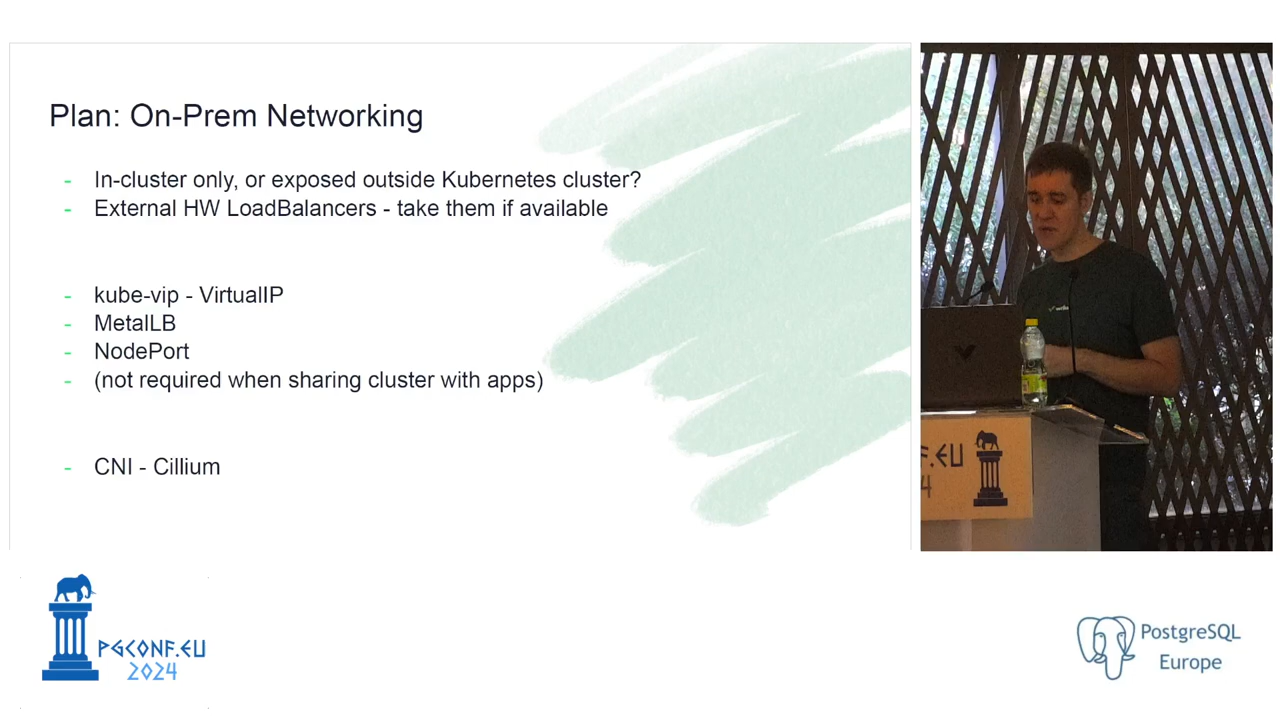 Plan: On-Prem Networking
- In-cluster only, or exposed outside Kubernetes cluster?
- External HW LoadBalancers - take them if available
- kube-vip - VirtualIP
- MetalLB
- NodePort
- (not required when sharing cluster with apps)
- CNI - Cillium
F.EU
4
PGCONF.EU
2024
PostgreSQL
Europe